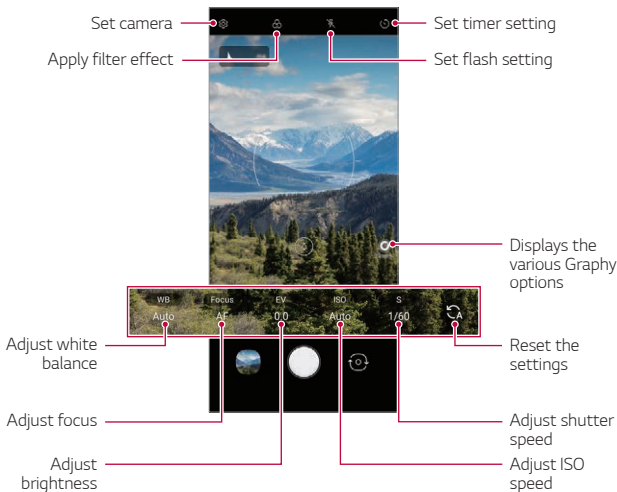 Set camera
Set timer setting
Apply filter effect
Set flash setting
Displays the
various Graphy
options
WB Focus EV ISO S
Auto AF 0.0 Auto 1/60 A
Adjust white
balance
Reset the
settings
Adjust focus
Adjust shutter
speed
Adjust
brightness
Adjust ISO
speed